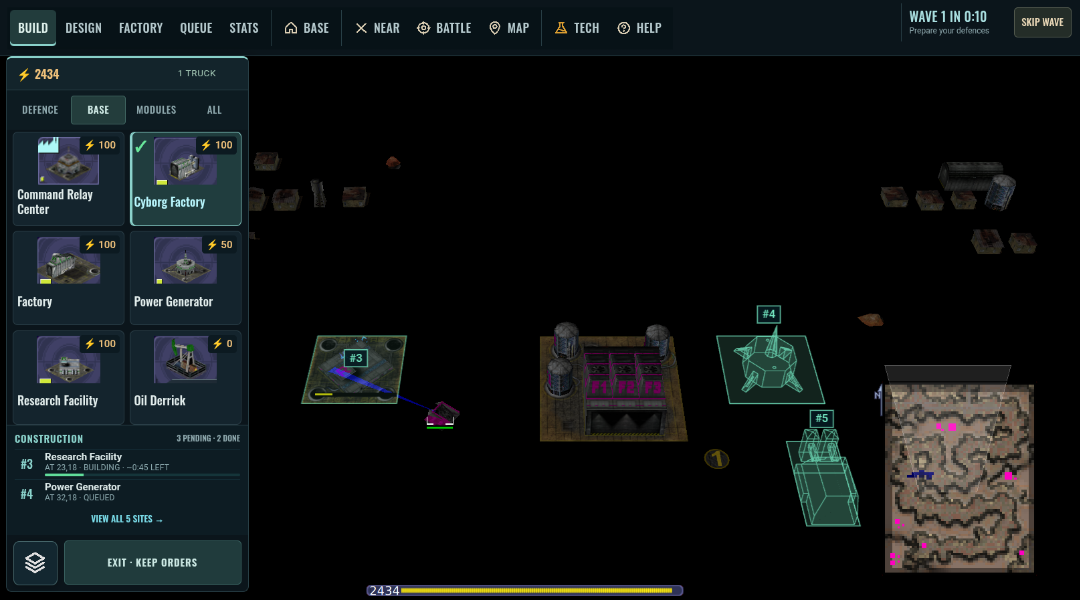 BUILD
DESIGN
FACTORY
QUEUE
STATS
BASE
NEAR
BATTLE
MAP
TECH
HELP
WAVE 1 IN 0:10
Prepare your defences
SKIP WAVE
2434
1 TRUCK
DEFENCE
BASE
MODULES
ALL
100
Command Relay
Center
100
Cyborg Factory
100
Factory
50
Power Generator
100
Research Facility
0
Oil Derrick
CONSTRUCTION
3 PENDING · 2 DONE
#3
Research Facility
AT 23,18 · BUILDING · ~0:45 LEFT
#4
Power Generator
AT 32,18 · QUEUED
VIEW ALL 5 SITES →
EXIT · KEEP ORDERS
#3
#4
#5
1
N
2434